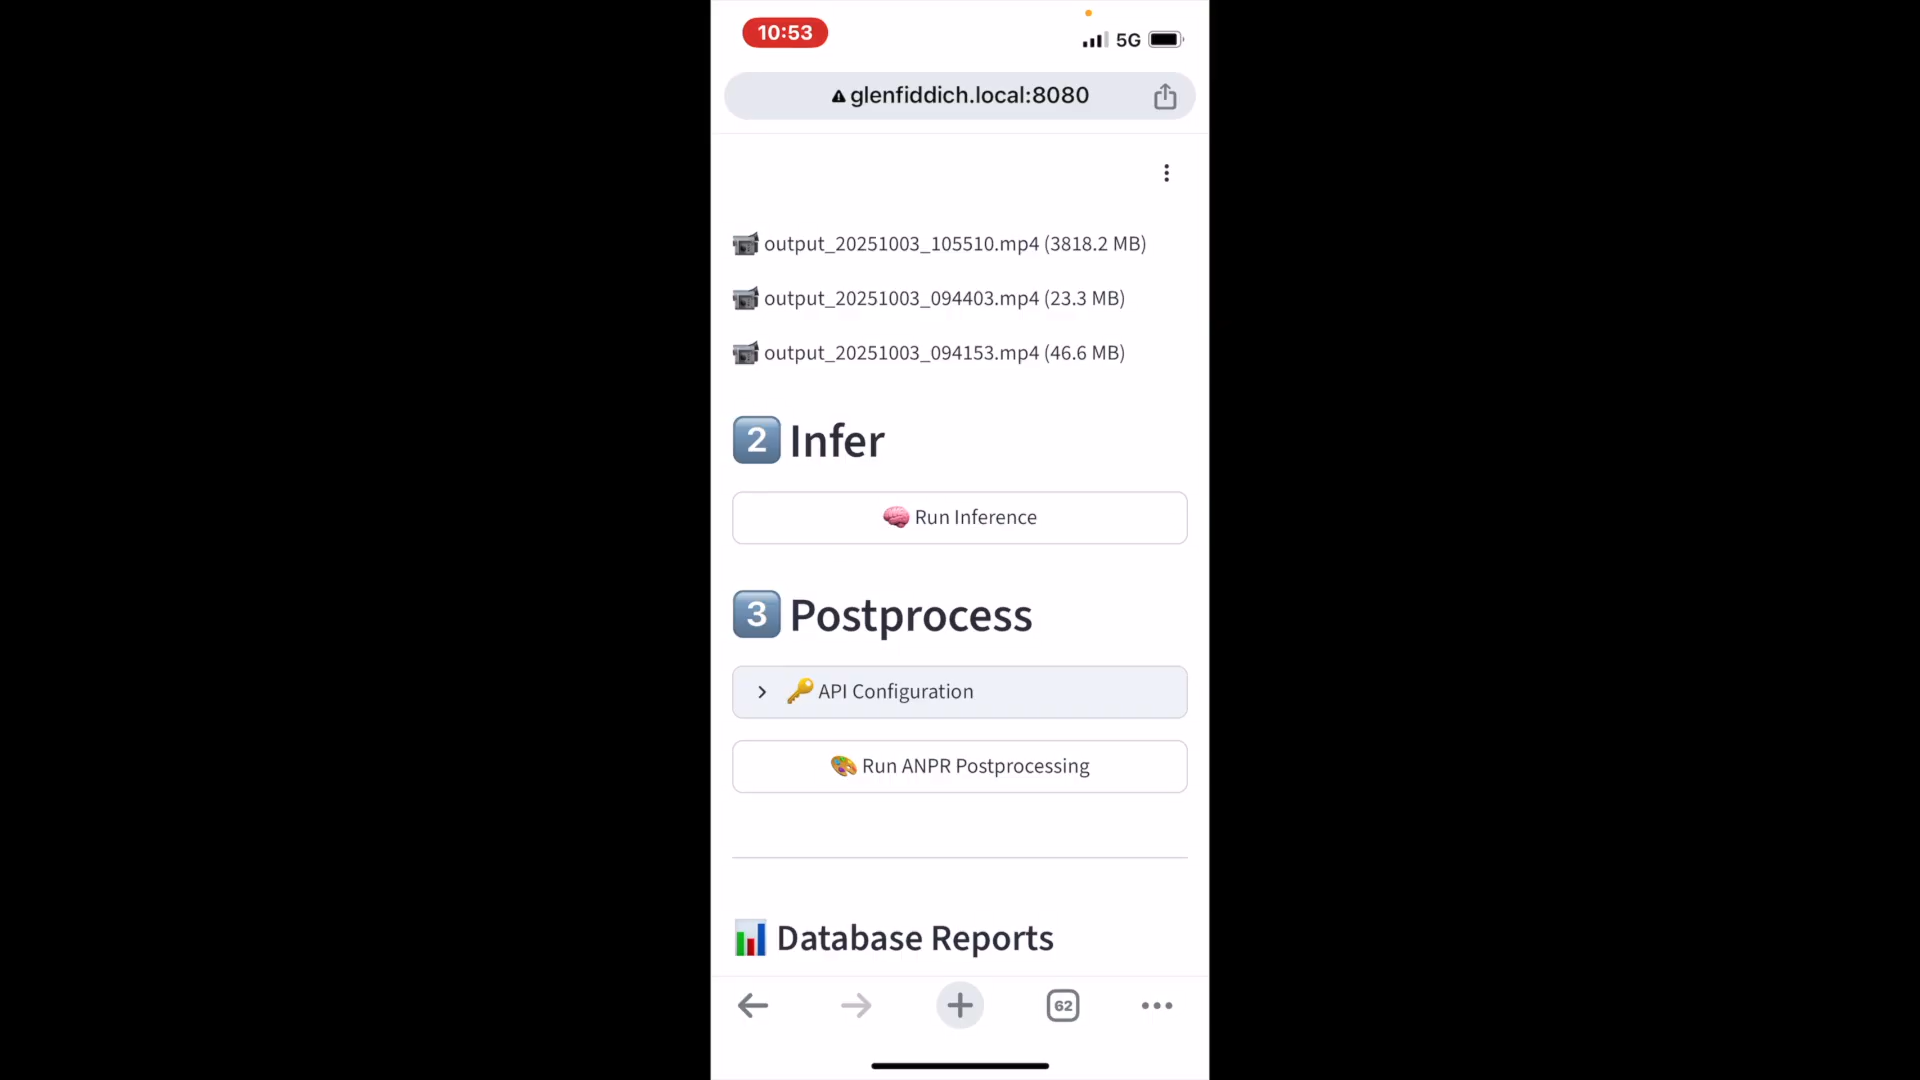 10:53
5G
glenfiddich.local:8080
output_20251003_105510.mp4 (3818.2 MB)
output_20251003_094403.mp4 (23.3 MB)
output_20251003_094153.mp4 (46.6 MB)
2 Infer
Run Inference
3 Postprocess
API Configuration
Run ANPR Postprocessing
Database Reports
62